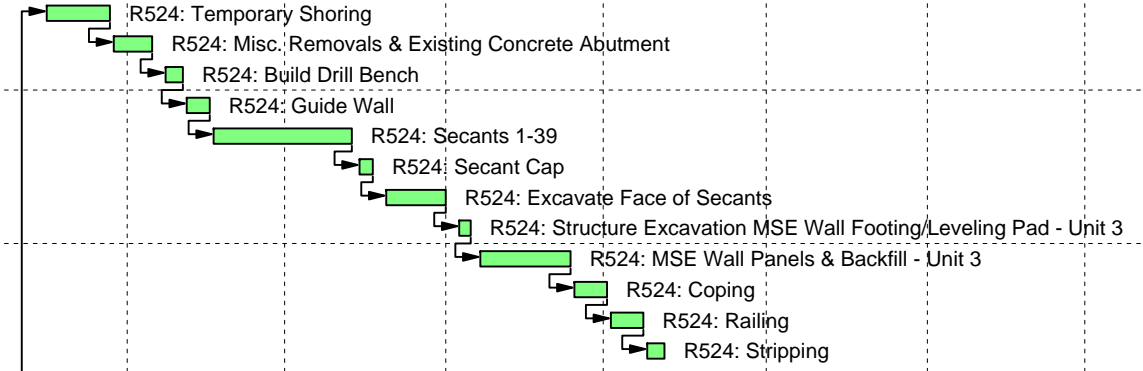 R524: Temporary Shoring
R524: Misc. Removals & Existing Concrete Abutment
R524: Build Drill Bench
R524: Guide Wall
R524: Secants 1-39
R524: Secant Cap
R524: Excavate Face of Secants
R524: Structure Excavation MSE Wall Footing/Leveling Pad - Unit 3
R524: MSE Wall Panels & Backfill - Unit 3
R524: Coping
R524: Railing
R524: Stripping